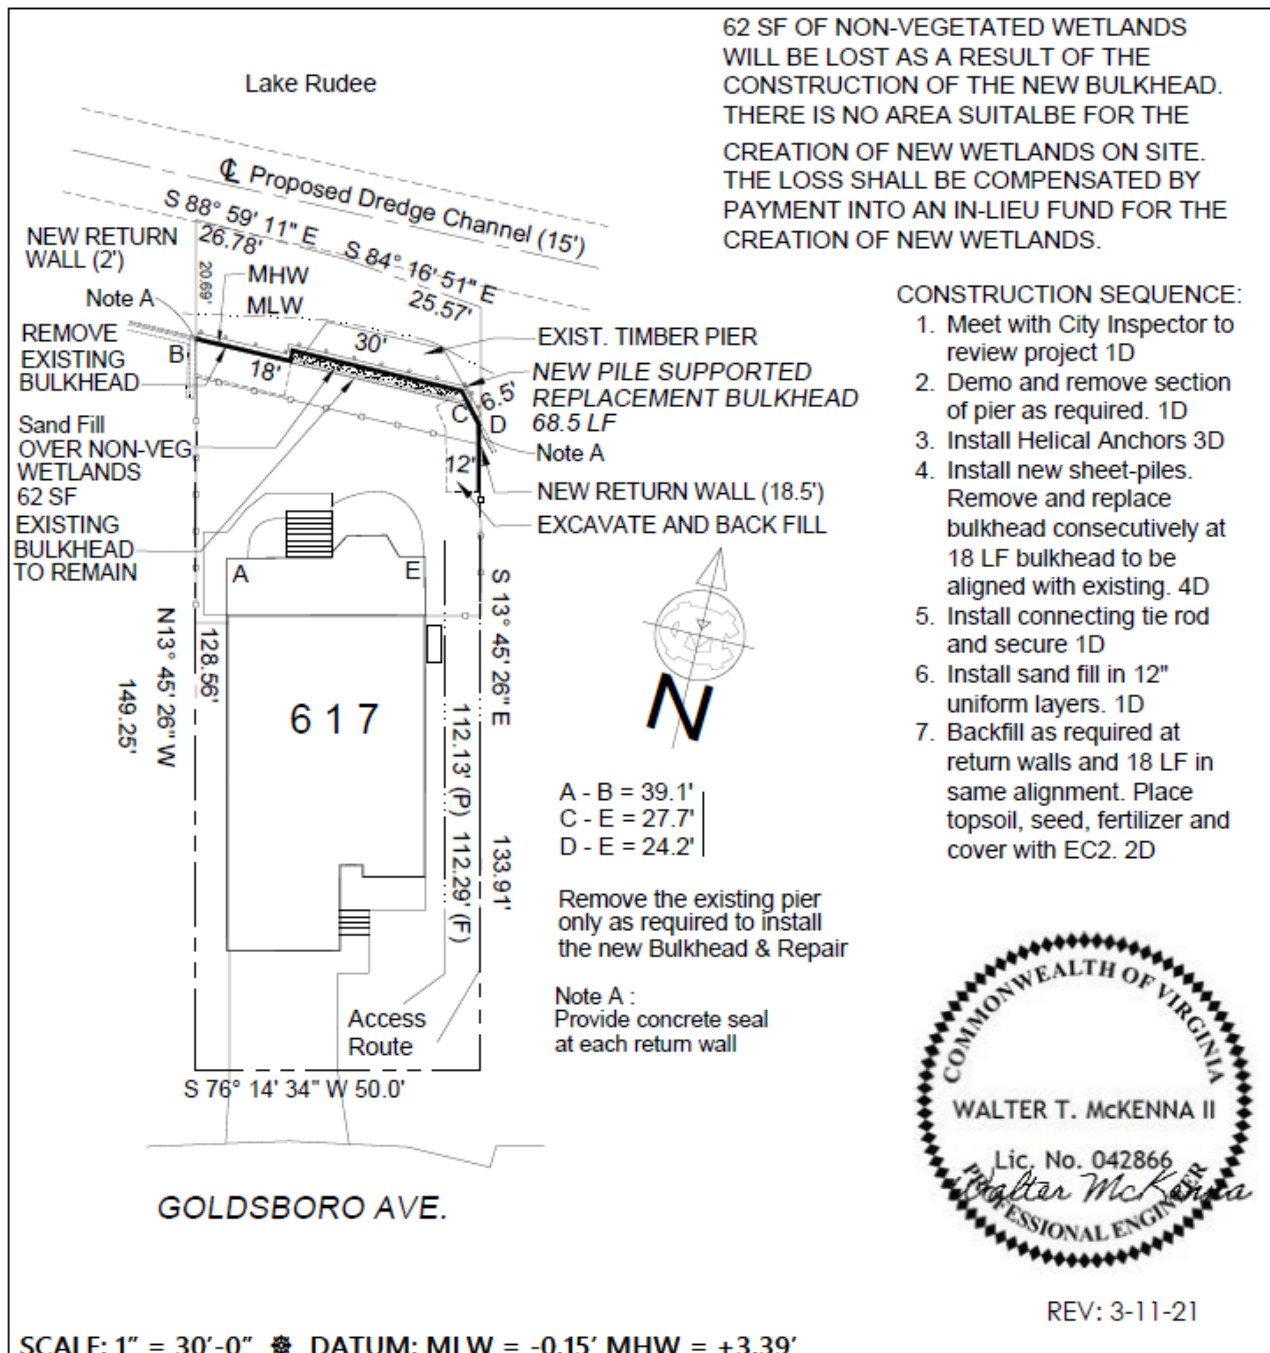 62 SF OF NON-VEGETATED WETLANDS
WILL BE LOST AS A RESULT OF THE
CONSTRUCTION OF THE NEW BULKHEAD.
THERE IS NO AREA SUITALBE FOR THE
CREATION OF NEW WETLANDS ON SITE.
THE LOSS SHALL BE COMPENSATED BY
PAYMENT INTO AN IN-LIEU FUND FOR THE
CREATION OF NEW WETLANDS.
Lake Rudee
℄ Proposed Dredge Channel (15')
S 88° 59' 11" E
26.78'
S 84° 16' 51" E
25.57'
NEW RETURN
WALL (2')
20.69'
MHW
MLW
Note A
REMOVE
EXISTING
BULKHEAD
B
18'
30'
EXIST. TIMBER PIER
NEW PILE SUPPORTED
REPLACEMENT BULKHEAD
68.5 LF
6.5'
C
D
Note A
12'
NEW RETURN WALL (18.5')
EXCAVATE AND BACK FILL
Sand Fill
OVER NON-VEG
WETLANDS
62 SF
EXISTING
BULKHEAD
TO REMAIN
A
E
N13° 45' 26" W
149.25'
128.56'
617
S 13° 45' 26" E
133.91'
112.13' (P) 112.29' (F)
N
A - B = 39.1'
C - E = 27.7'
D - E = 24.2'
Remove the existing pier
only as required to install
the new Bulkhead & Repair
Note A :
Provide concrete seal
at each return wall
Access
Route
S 76° 14' 34" W 50.0'
GOLDSBORO AVE.
CONSTRUCTION SEQUENCE:
1. Meet with City Inspector to
review project 1D
2. Demo and remove section
of pier as required. 1D
3. Install Helical Anchors 3D
4. Install new sheet-piles.
Remove and replace
bulkhead consecutively at
18 LF bulkhead to be
aligned with existing. 4D
5. Install connecting tie rod
and secure 1D
6. Install sand fill in 12"
uniform layers. 1D
7. Backfill as required at
return walls and 18 LF in
same alignment. Place
topsoil, seed, fertilizer and
cover with EC2. 2D
COMMONWEALTH OF VIRGINIA
WALTER T. McKENNA II
Lic. No. 042866
Walter McKenna
PROFESSIONAL ENGINEER
REV: 3-11-21
SCALE: 1" = 30'-0" ☸ DATUM: MLW = -0.15' MHW = +3.39'